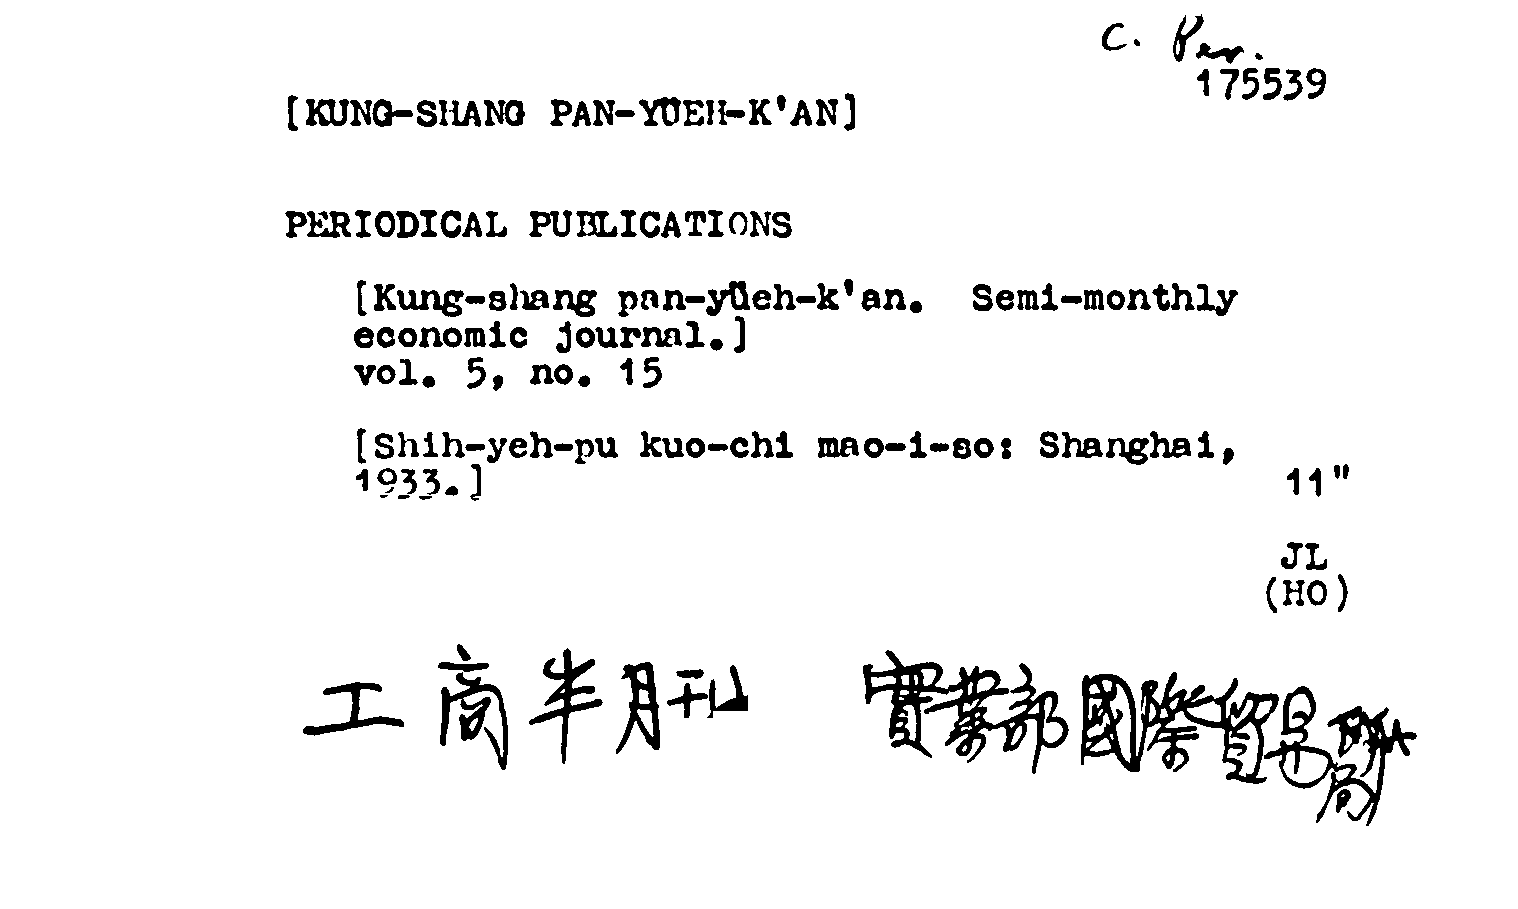 C. Per.
175539
[KUNG-SHANG PAN-YÜEH-K'AN]
PERIODICAL PUBLICATIONS
[Kung-shang pan-yüeh-k'an. Semi-monthly
economic journal.]
vol. 5, no. 15
[Shih-yeh-pu kuo-chi mao-i-so: Shanghai,
1933.] 11"
JL
(HO)
工商半月刊 實業部國際貿易
局